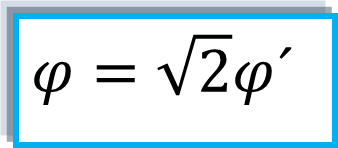 φ = √2φ´